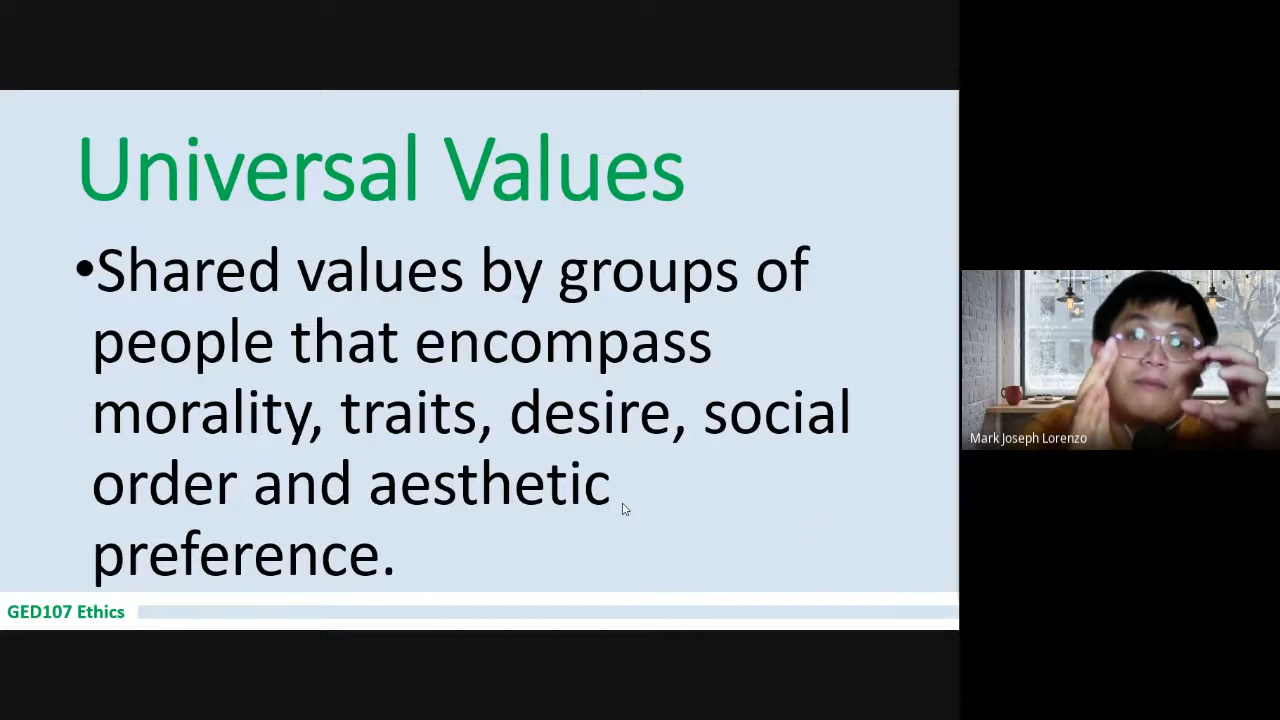 Universal Values
•Shared values by groups of
people that encompass
morality, traits, desire, social
order and aesthetic
preference.
GED107 Ethics
Mark Joseph Lorenzo